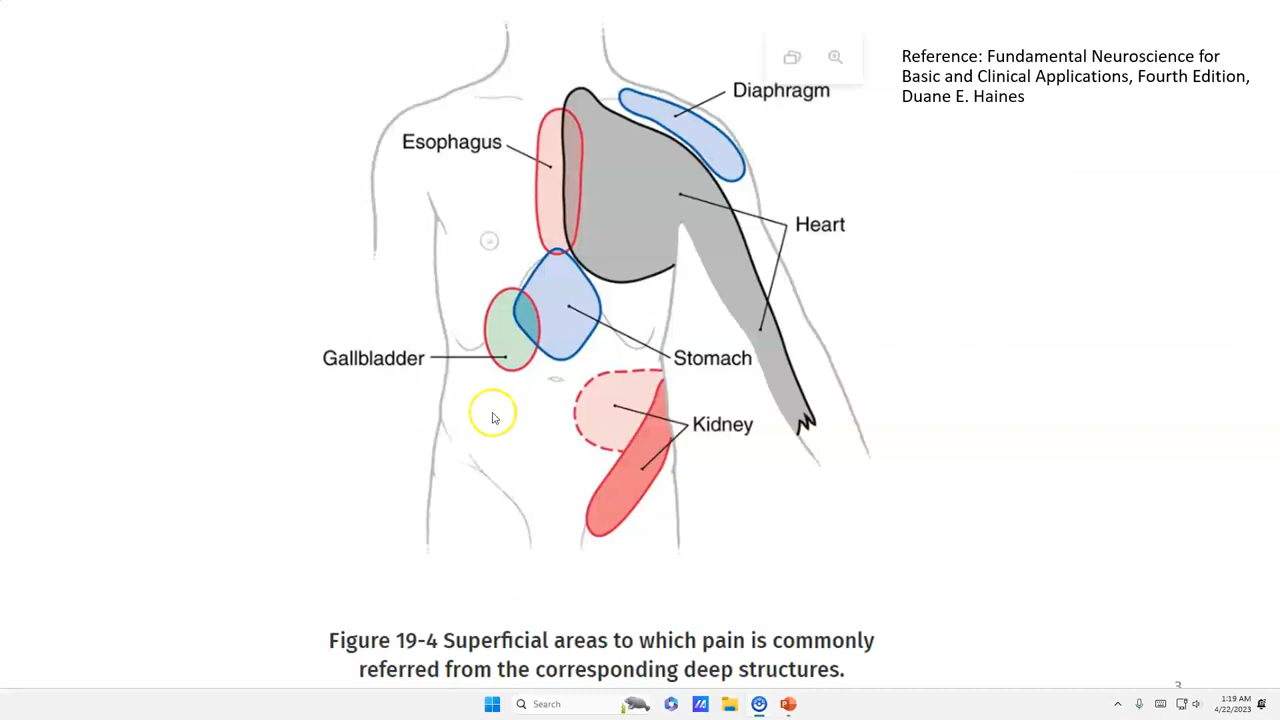 Reference: Fundamental Neuroscience for
Basic and Clinical Applications, Fourth Edition,
Duane E. Haines
Diaphragm
Esophagus
Heart
Gallbladder
Stomach
Kidney
Figure 19-4 Superficial areas to which pain is commonly
referred from the corresponding deep structures.
3
Search
1:19 AM
4/22/2023